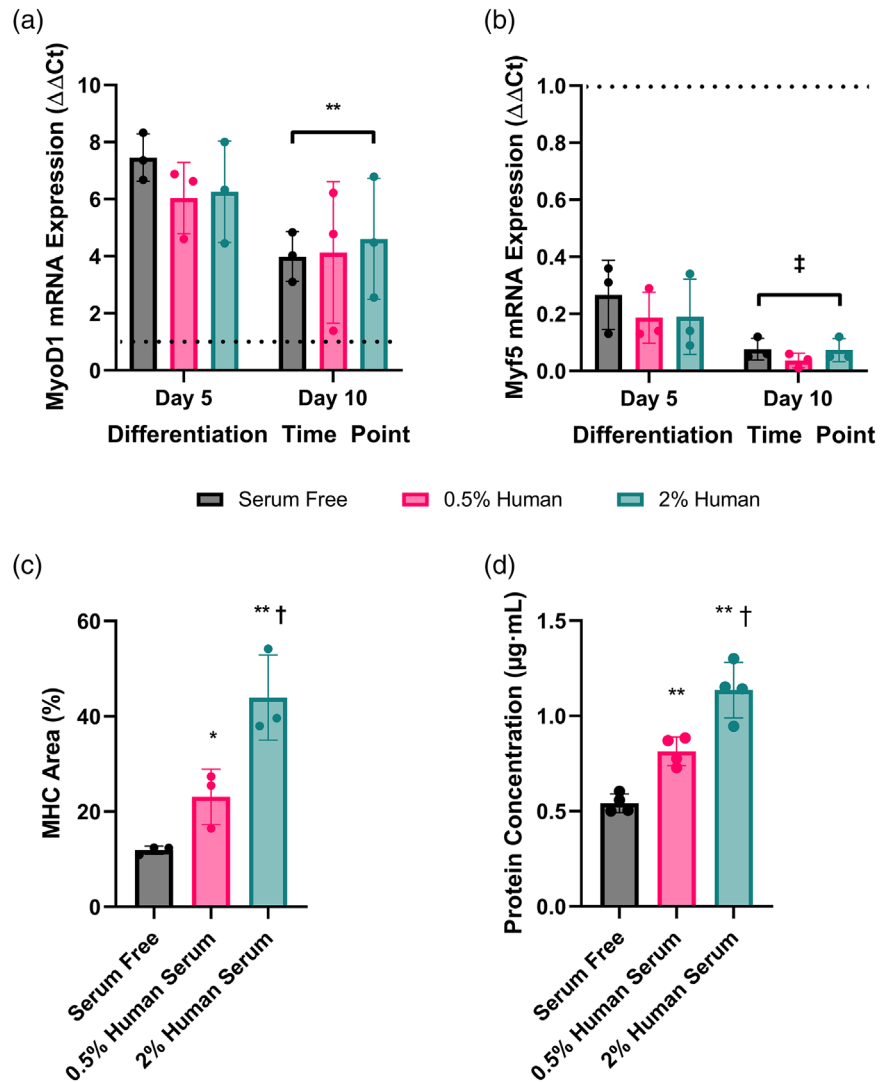 (a)
MyoD1 mRNA Expression (ΔΔCt)
10
8
6
4
2
0
**
Day 5
Day 10
Differentiation Time Point
(b)
Myf5 mRNA Expression (ΔΔCt)
1.0
0.8
0.6
0.4
0.2
0.0
‡
Day 5
Day 10
Differentiation Time Point
Serum Free
0.5% Human
2% Human
(c)
MHC Area (%)
60
40
20
0
*
** †
Serum Free
0.5% Human Serum
2% Human Serum
(d)
Protein Concentration (µg·mL)
1.5
1.0
0.5
0.0
**
** †
Serum Free
0.5% Human Serum
2% Human Serum